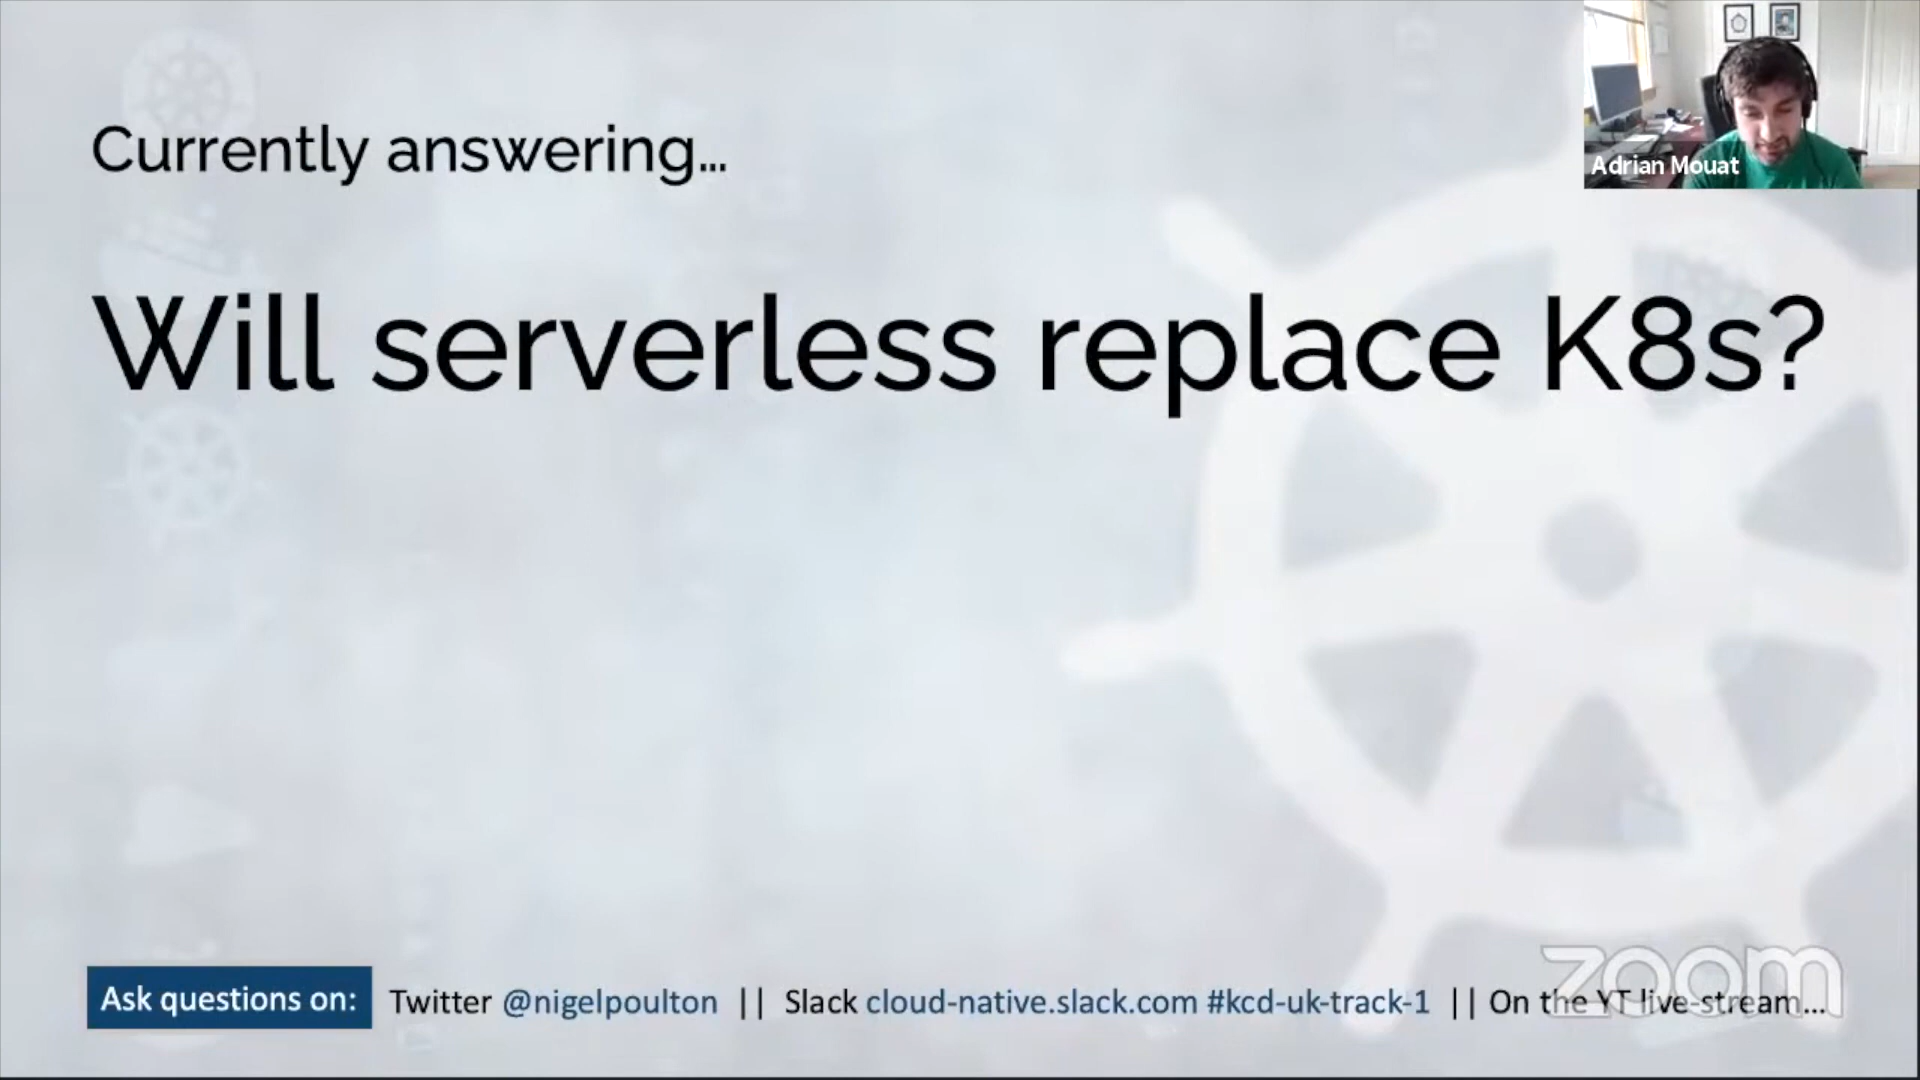 Currently answering...
Adrian Mouat
Will serverless replace K8s?
Ask questions on: Twitter @nigelpoulton || Slack cloud-native.slack.com #kcd-uk-track-1 || On the YT live-stream...
zoom